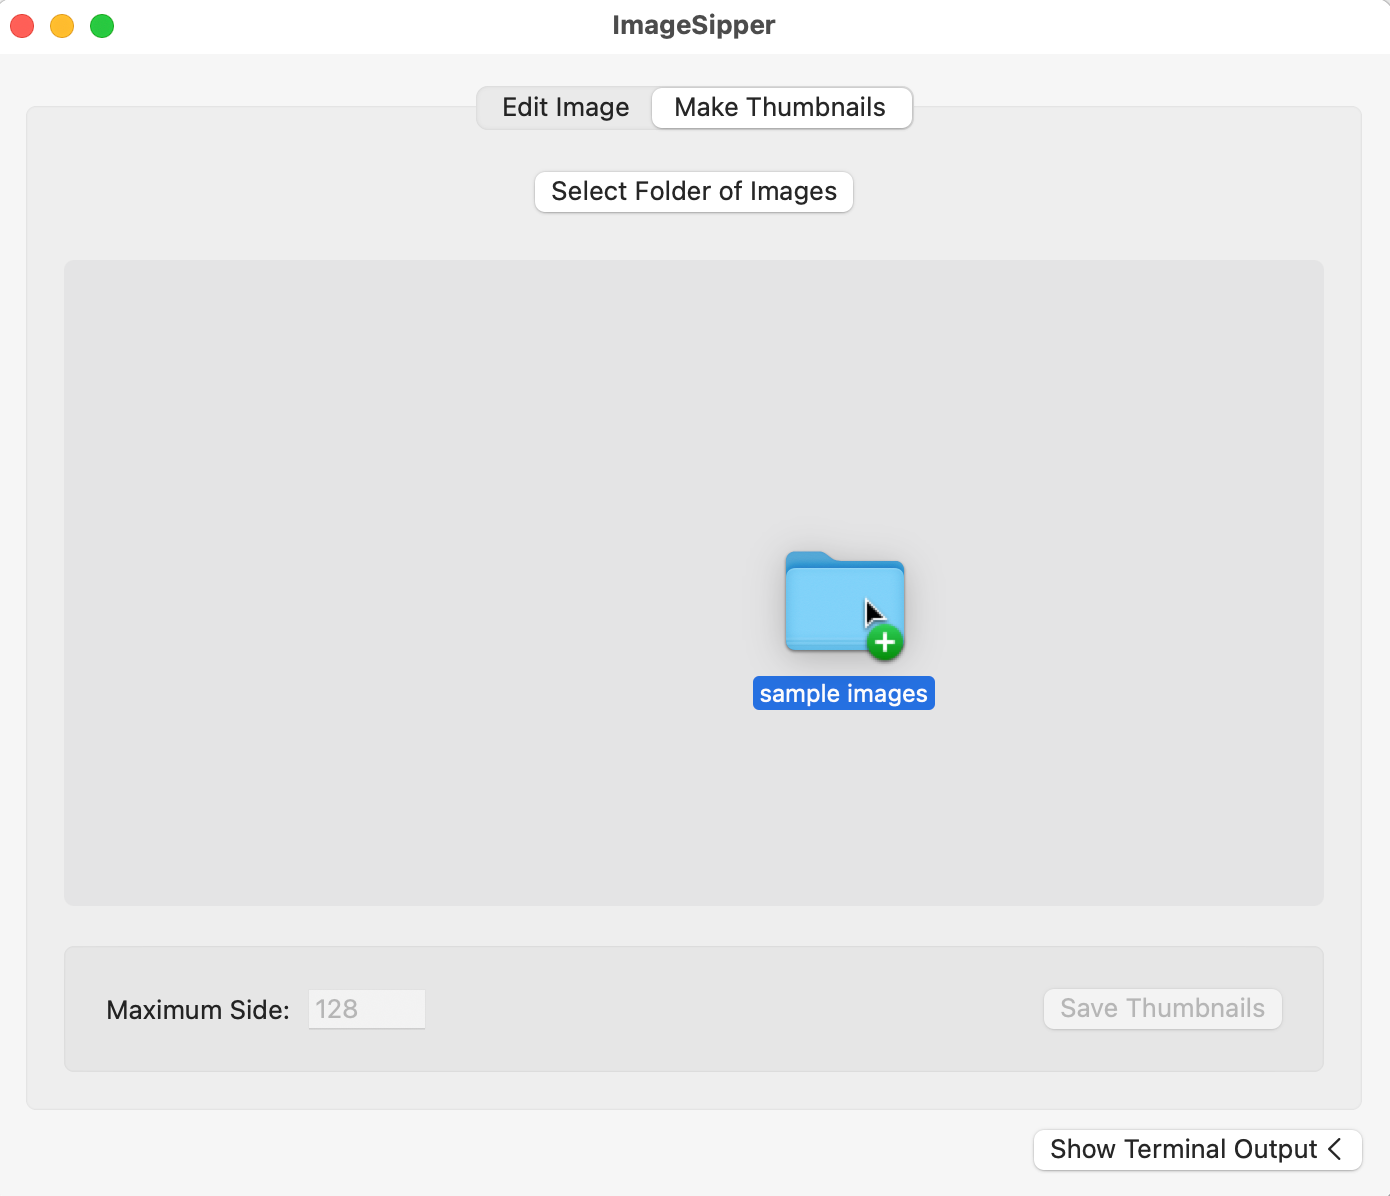 ImageSipper
Edit Image
Make Thumbnails
Select Folder of Images
sample images
Maximum Side: 128
Save Thumbnails
Show Terminal Output <